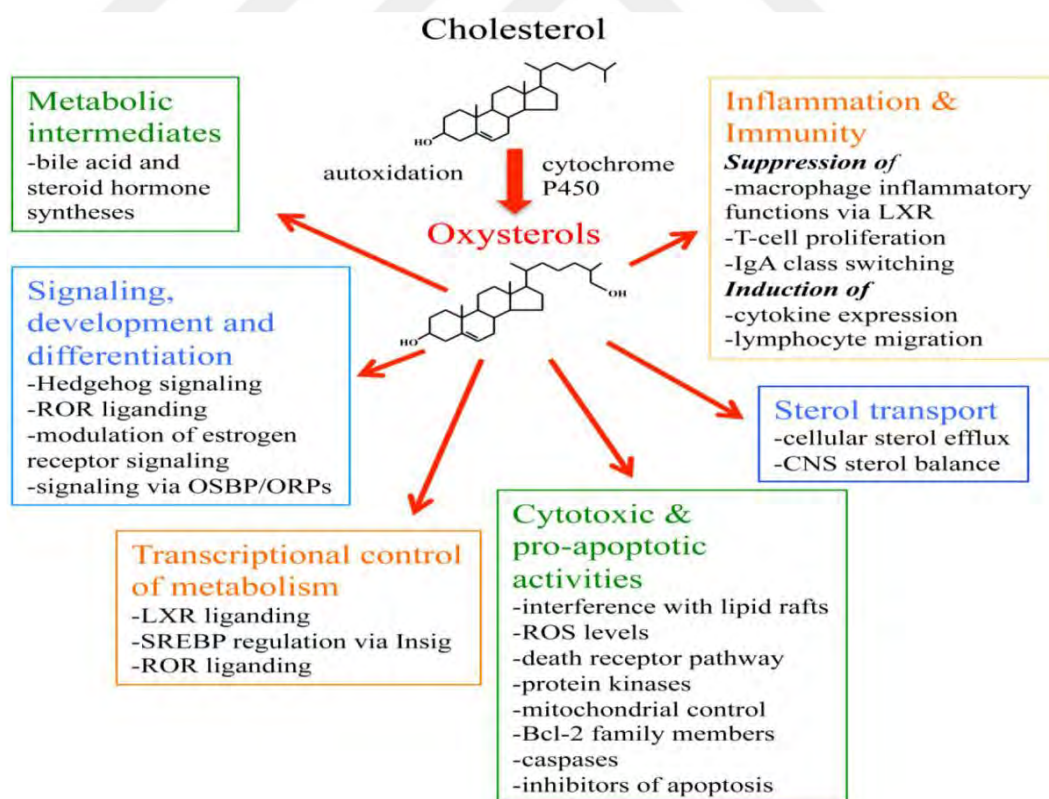 Cholesterol
HO
autoxidation
cytochrome
P450
Oxysterols
OH
HO
Metabolic
intermediates
-bile acid and
steroid hormone
syntheses
Signaling,
development and
differentiation
-Hedgehog signaling
-ROR liganding
-modulation of estrogen
receptor signaling
-signaling via OSBP/ORPs
Transcriptional control
of metabolism
-LXR liganding
-SREBP regulation via Insig
-ROR liganding
Cytotoxic &
pro-apoptotic
activities
-interference with lipid rafts
-ROS levels
-death receptor pathway
-protein kinases
-mitochondrial control
-Bcl-2 family members
-caspases
-inhibitors of apoptosis
Sterol transport
-cellular sterol efflux
-CNS sterol balance
Inflammation &
Immunity
Suppression of
-macrophage inflammatory
functions via LXR
-T-cell proliferation
-IgA class switching
Induction of
-cytokine expression
-lymphocyte migration